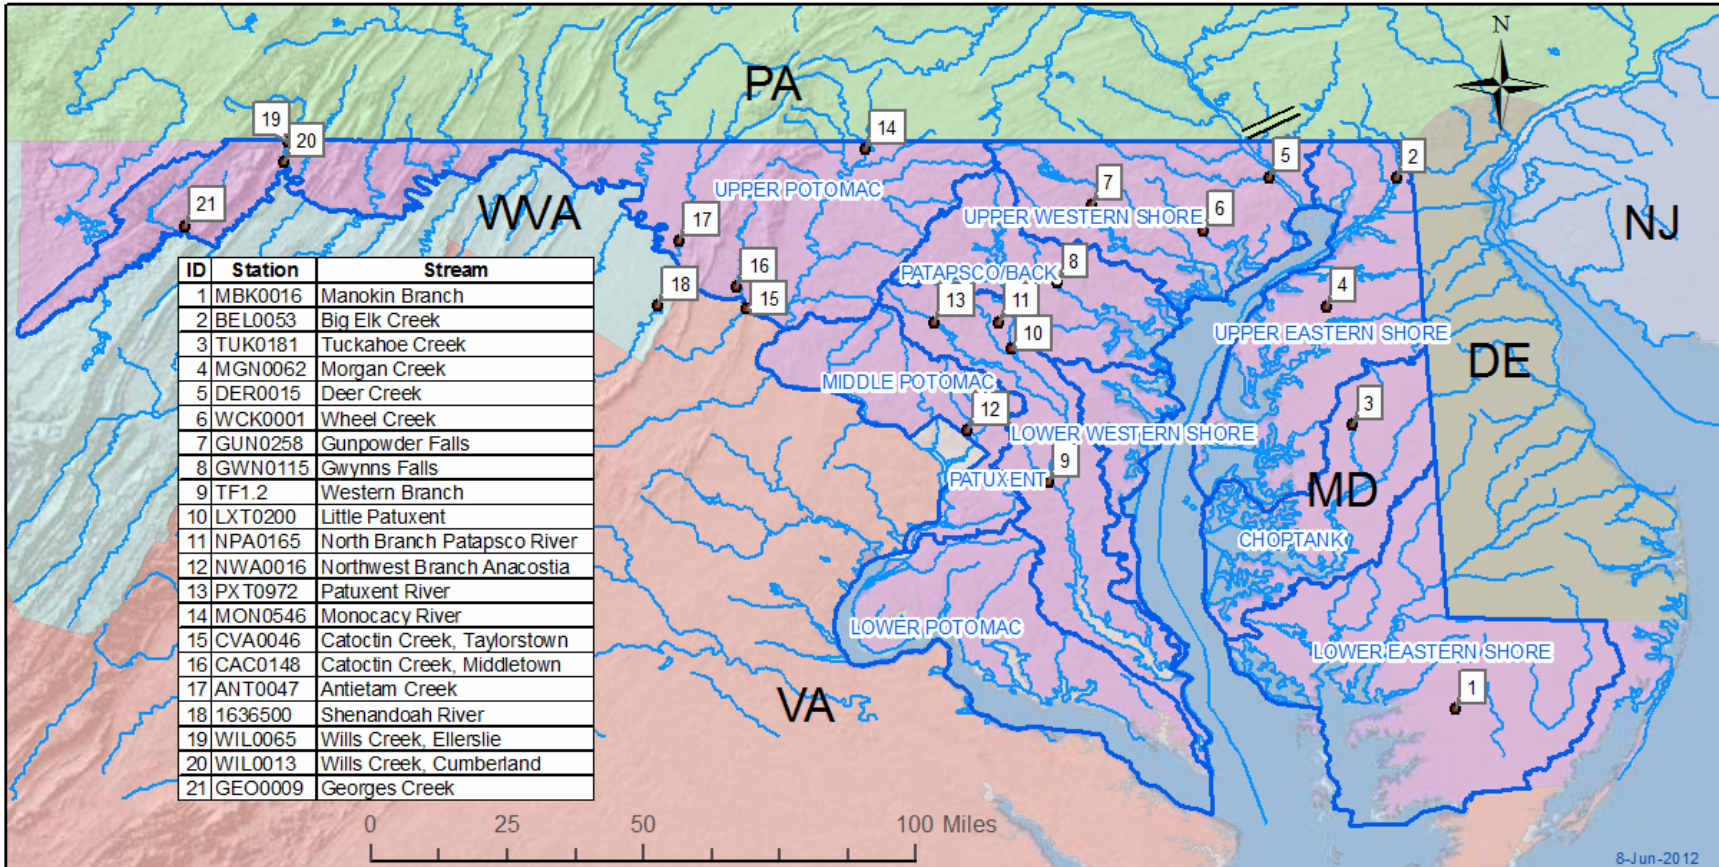 N
PA
19
14
20
5
2
7
UPPER POTOMAC
21
WVA
17
UPPER WESTERN SHORE
6
NJ
16
PATAPSCO/BACK
8
18
15
13
11
4
10
UPPER EASTERN SHORE
DE
MIDDLE POTOMAC
12
3
LOWER WESTERN SHORE
9
PATUXENT
MD
CHOPTANK
LOWER POTOMAC
LOWER EASTERN SHORE
1
VA
ID Station Stream
1 MBK0016 Manokin Branch
2 BEL0053 Big Elk Creek
3 TUK0181 Tuckahoe Creek
4 MGN0062 Morgan Creek
5 DER0015 Deer Creek
6 WCK0001 Wheel Creek
7 GUN0258 Gunpowder Falls
8 GWN0115 Gwynns Falls
9 TF1.2 Western Branch
10 LXT0200 Little Patuxent
11 NPA0165 North Branch Patapsco River
12 NWA0016 Northwest Branch Anacostia
13 PXT0972 Patuxent River
14 MON0546 Monocacy River
15 CVA0046 Catoctin Creek, Taylorstown
16 CAC0148 Catoctin Creek, Middletown
17 ANT0047 Antietam Creek
18 1636500 Shenandoah River
19 WIL0065 Wills Creek, Ellerslie
20 WIL0013 Wills Creek, Cumberland
21 GEO0009 Georges Creek
0 25 50 100 Miles
8-Jun-2012